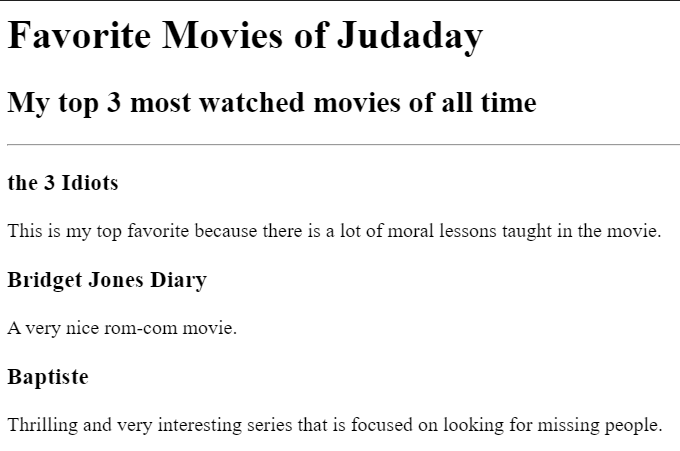 Favorite Movies of Judaday
My top 3 most watched movies of all time
the 3 Idiots
This is my top favorite because there is a lot of moral lessons taught in the movie.
Bridget Jones Diary
A very nice rom-com movie.
Baptiste
Thrilling and very interesting series that is focused on looking for missing people.